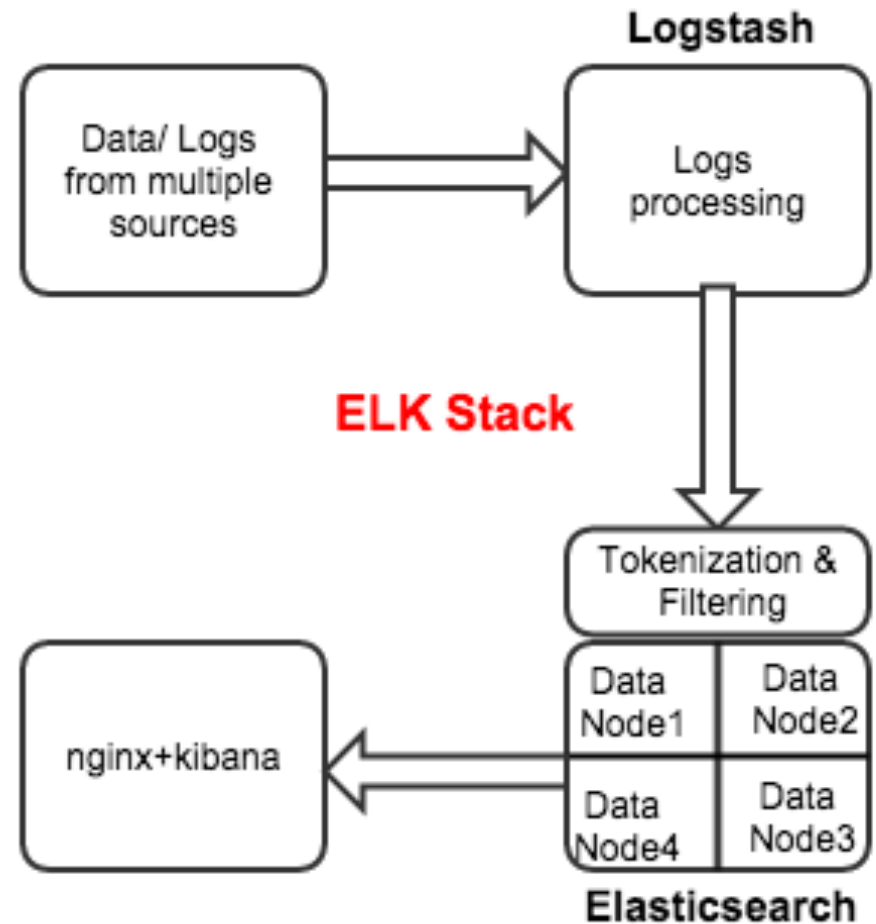 Logstash
Data/ Logs
from multiple
sources
Logs
processing
ELK Stack
Tokenization &
Filtering
Data
Node1
Data
Node2
nginx+kibana
Data
Node4
Data
Node3
Elasticsearch